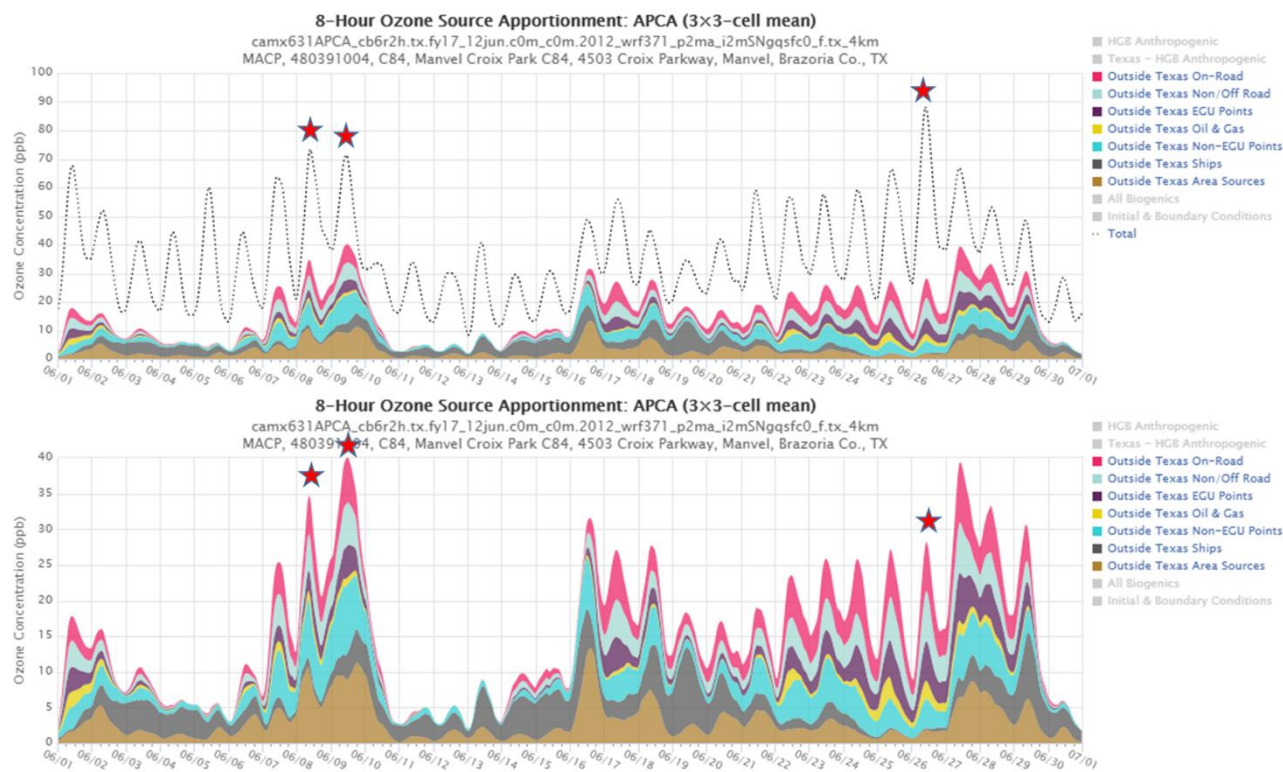 8-Hour Ozone Source Apportionment: APCA (3×3-cell mean)
camx631APCA_cb6r2h.tx.fy17_12jun.c0m_c0m.2012_wrf371_p2ma_i2mSNgqsfc0_f.tx_4km
MACP, 480391004, C84, Manvel Croix Park C84, 4503 Croix Parkway, Manvel, Brazoria Co., TX
Ozone Concentration (ppb)
100
90
80
70
60
50
40
30
20
10
0
06/01 06/02 06/03 06/04 06/05 06/06 06/07 06/08 06/09 06/10 06/11 06/12 06/13 06/14 06/15 06/16 06/17 06/18 06/19 06/20 06/21 06/22 06/23 06/24 06/25 06/26 06/27 06/28 06/29 06/30 07/01
HGB Anthropogenic
Texas - HGB Anthropogenic
Outside Texas On-Road
Outside Texas Non/Off Road
Outside Texas EGU Points
Outside Texas Oil & Gas
Outside Texas Non-EGU Points
Outside Texas Ships
Outside Texas Area Sources
All Biogenics
Initial & Boundary Conditions
Total
8-Hour Ozone Source Apportionment: APCA (3×3-cell mean)
camx631APCA_cb6r2h.tx.fy17_12jun.c0m_c0m.2012_wrf371_p2ma_i2mSNgqsfc0_f.tx_4km
MACP, 480391004, C84, Manvel Croix Park C84, 4503 Croix Parkway, Manvel, Brazoria Co., TX
Ozone Concentration (ppb)
40
35
30
25
20
15
10
5
0
06/01 06/02 06/03 06/04 06/05 06/06 06/07 06/08 06/09 06/10 06/11 06/12 06/13 06/14 06/15 06/16 06/17 06/18 06/19 06/20 06/21 06/22 06/23 06/24 06/25 06/26 06/27 06/28 06/29 06/30 07/01
HGB Anthropogenic
Texas - HGB Anthropogenic
Outside Texas On-Road
Outside Texas Non/Off Road
Outside Texas EGU Points
Outside Texas Oil & Gas
Outside Texas Non-EGU Points
Outside Texas Ships
Outside Texas Area Sources
All Biogenics
Initial & Boundary Conditions